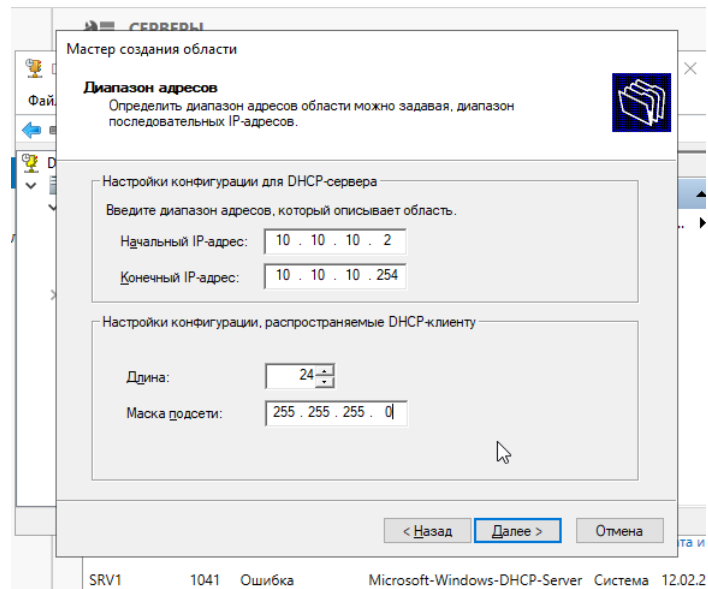 СЕРВЕРЫ
Мастер создания области
Фай
Диапазон адресов
Определить диапазон адресов области можно задавая, диапазон
последовательных IP-адресов.
D
Настройки конфигурации для DHCP-сервера
Введите диапазон адресов, который описывает область.
Начальный IP-адрес: 10 . 10 . 10 . 2
Конечный IP-адрес: 10 . 10 . 10 . 254
Настройки конфигурации, распространяемые DHCP-клиенту
Длина: 24
Маска подсети: 255 . 255 . 255 . 0
< Назад Далее > Отмена
та и
SRV1 1041 Ошибка Microsoft-Windows-DHCP-Server Система 12.02.2